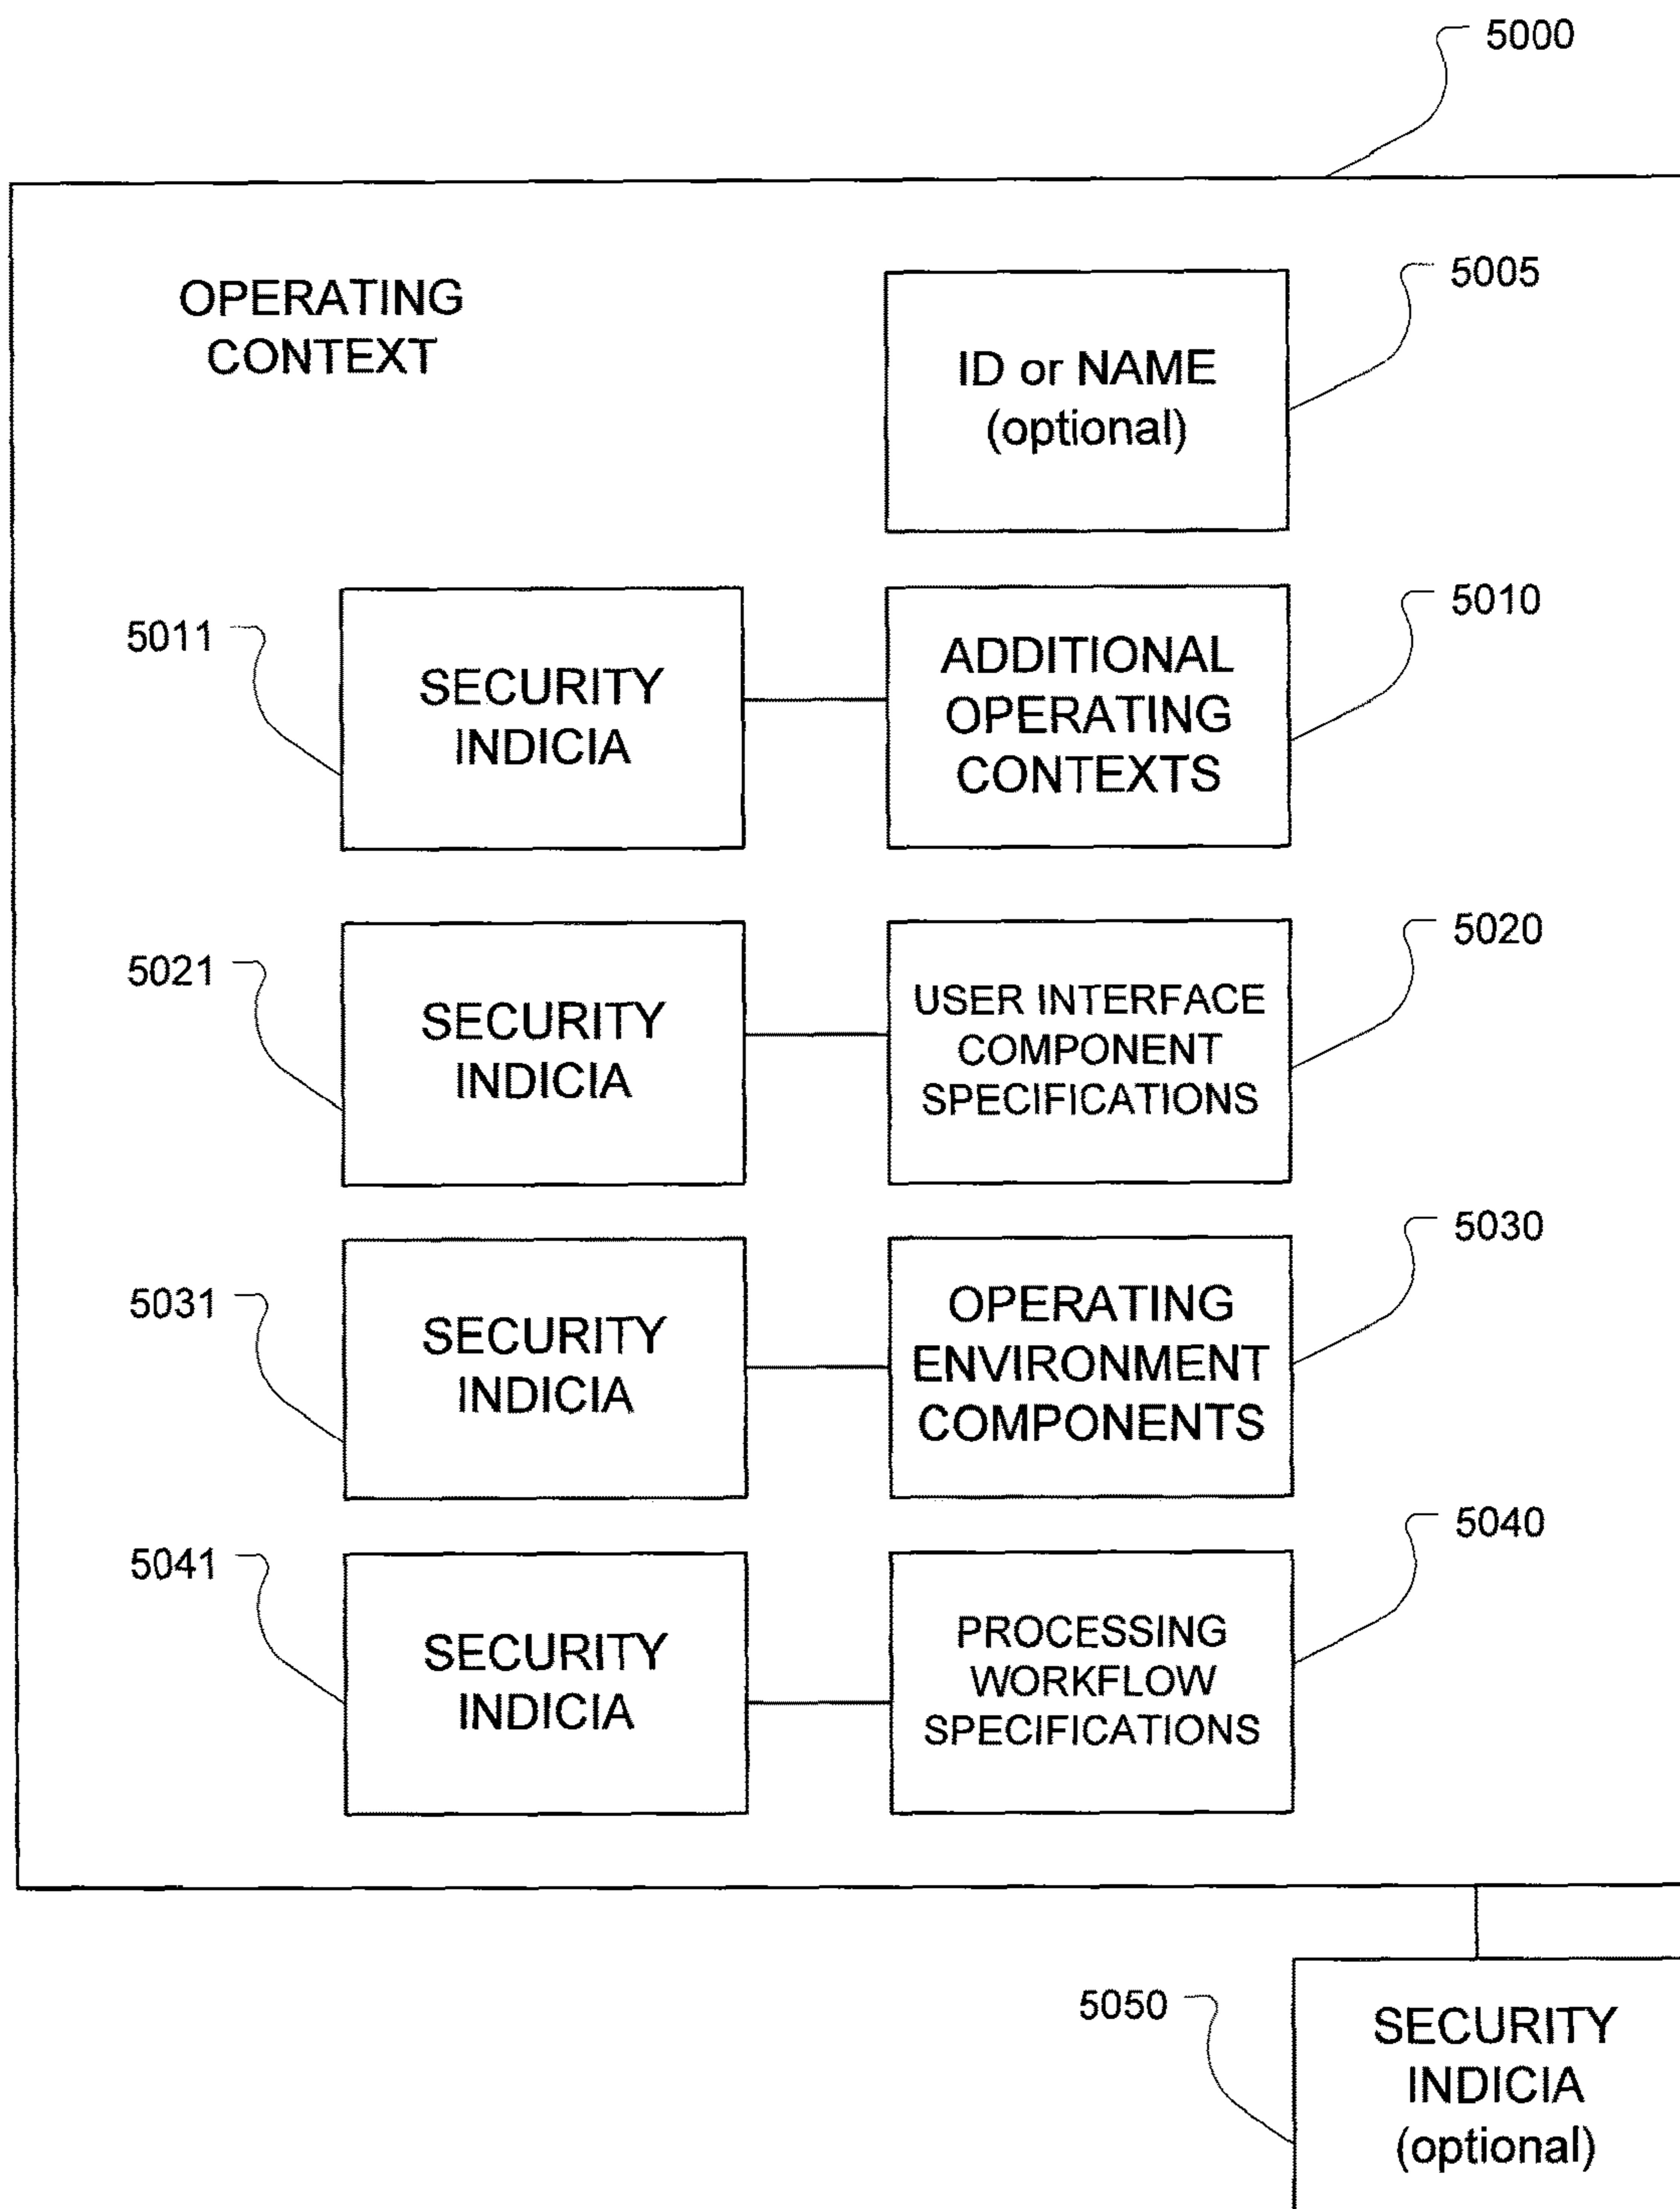 5000
OPERATING
CONTEXT
5005
ID or NAME
(optional)
5011
SECURITY
INDICIA
5010
ADDITIONAL
OPERATING
CONTEXTS
5021
SECURITY
INDICIA
5020
USER INTERFACE
COMPONENT
SPECIFICATIONS
5031
SECURITY
INDICIA
5030
OPERATING
ENVIRONMENT
COMPONENTS
5041
SECURITY
INDICIA
5040
PROCESSING
WORKFLOW
SPECIFICATIONS
5050
SECURITY
INDICIA
(optional)